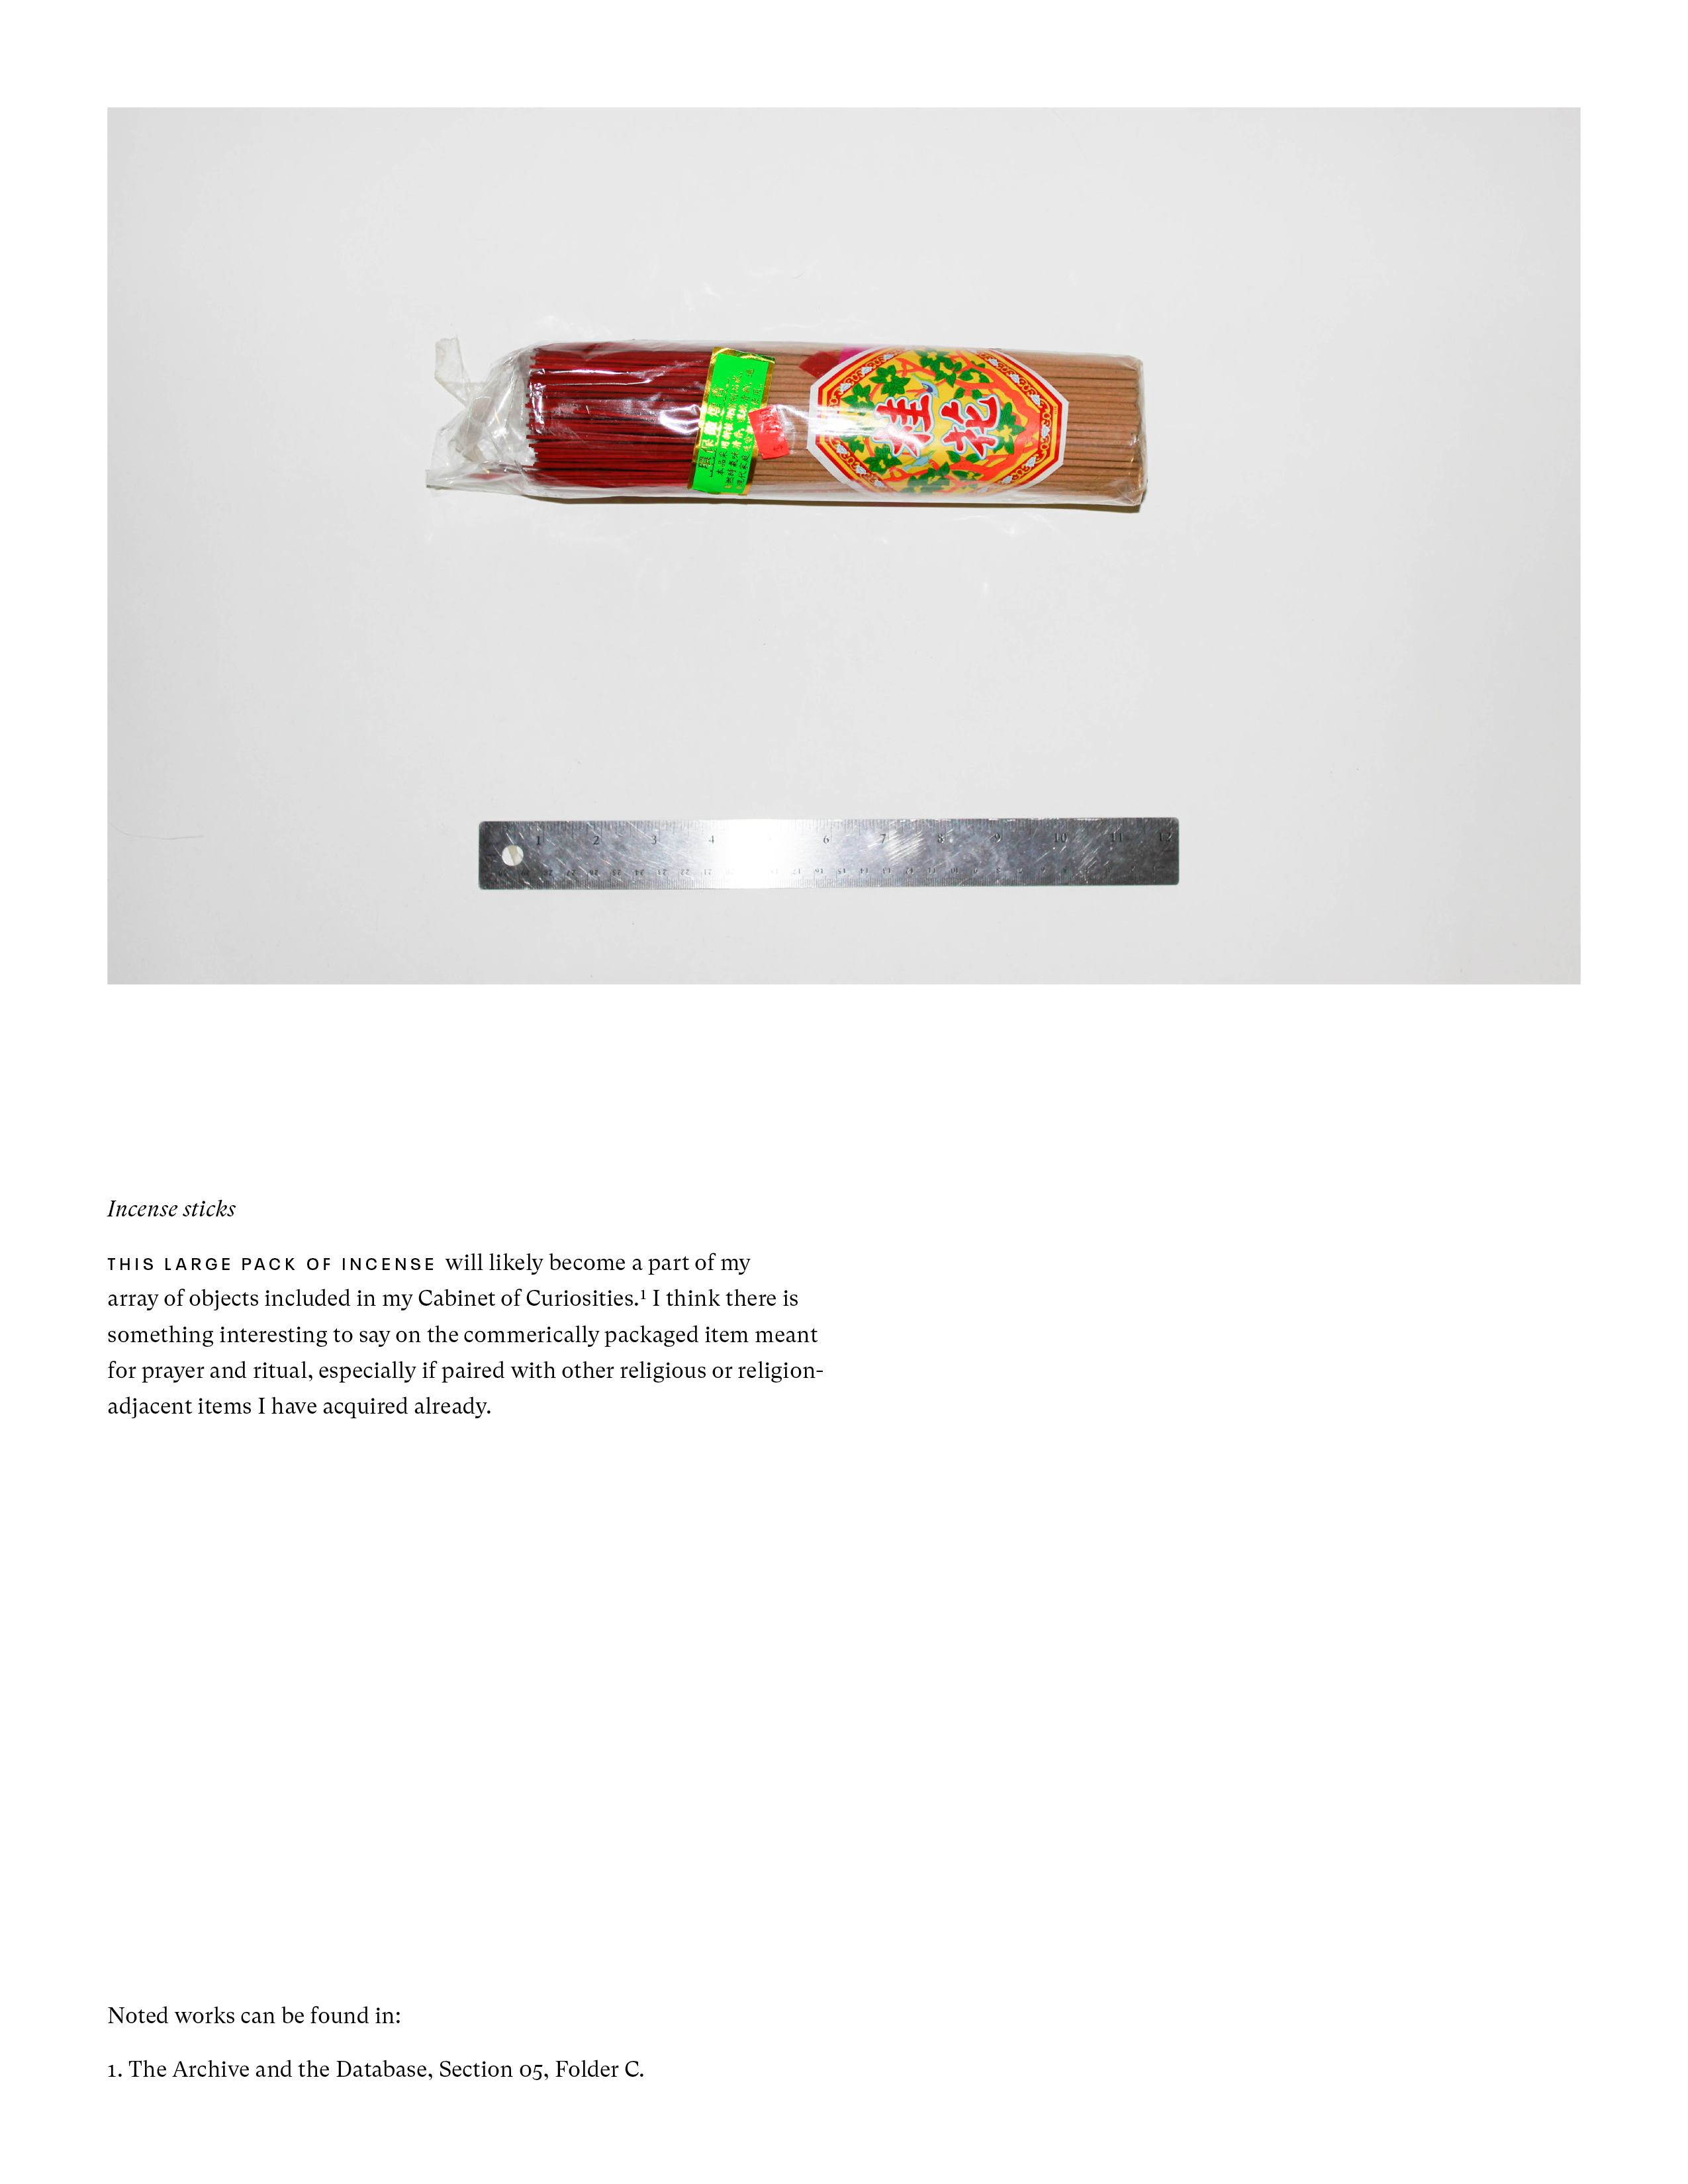 桂花
1 2 3 4 6 7 8 9 10 11 12
Incense sticks
THIS LARGE PACK OF INCENSE will likely become a part of my
array of objects included in my Cabinet of Curiosities.¹ I think there is
something interesting to say on the commerically packaged item meant
for prayer and ritual, especially if paired with other religious or religion-
adjacent items I have acquired already.
Noted works can be found in:
1. The Archive and the Database, Section 05, Folder C.